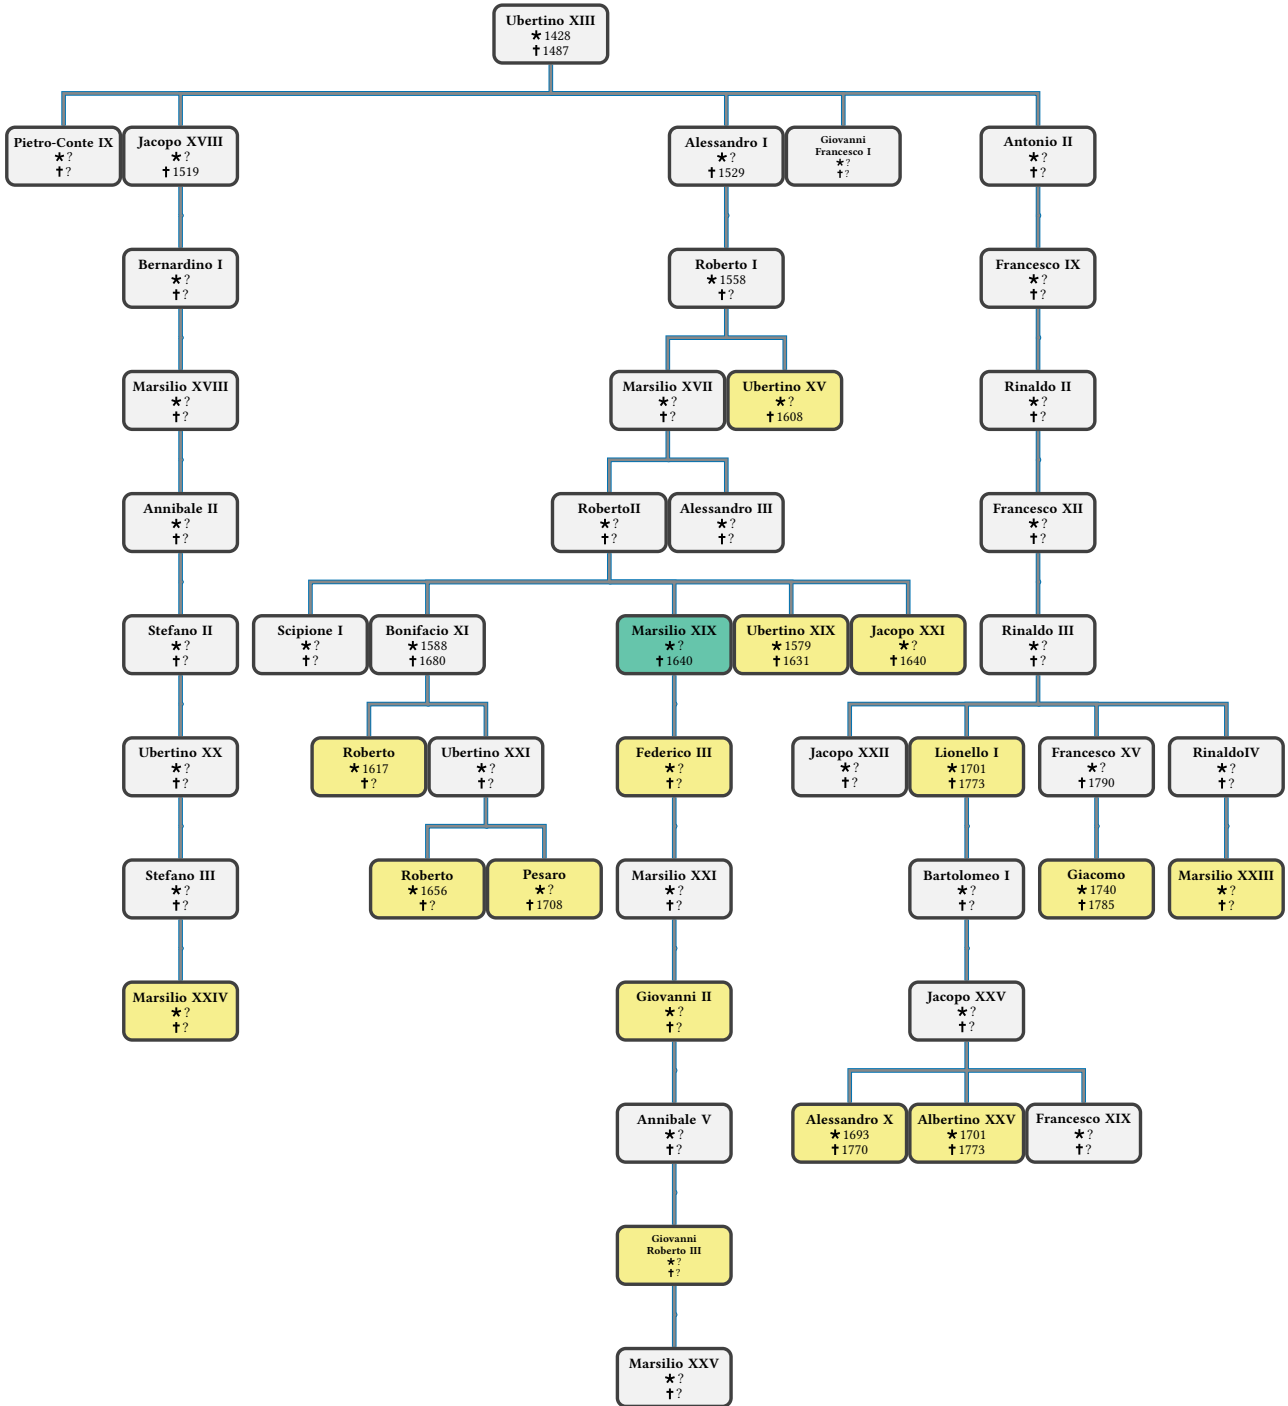 Ubertino XIII
★ 1428
✝ 1487
Pietro-Conte IX
★ ?
✝ ?
Jacopo XVIII
★ ?
✝ 1519
Alessandro I
★ ?
✝ 1529
Giovanni
Francesco I
★ ?
✝ ?
Antonio II
★ ?
✝ ?
Bernardino I
★ ?
✝ ?
Roberto I
★ 1558
✝ ?
Francesco IX
★ ?
✝ ?
Marsilio XVIII
★ ?
✝ ?
Marsilio XVII
★ ?
✝ ?
Ubertino XV
★ ?
✝ 1608
Rinaldo II
★ ?
✝ ?
Annibale II
★ ?
✝ ?
RobertoII
★ ?
✝ ?
Alessandro III
★ ?
✝ ?
Francesco XII
★ ?
✝ ?
Stefano II
★ ?
✝ ?
Scipione I
★ ?
✝ ?
Bonifacio XI
★ 1588
✝ 1680
Marsilio XIX
★ ?
✝ 1640
Ubertino XIX
★ 1579
✝ 1631
Jacopo XXI
★ ?
✝ 1640
Rinaldo III
★ ?
✝ ?
Ubertino XX
★ ?
✝ ?
Roberto
★ 1617
✝ ?
Ubertino XXI
★ ?
✝ ?
Federico III
★ ?
✝ ?
Jacopo XXII
★ ?
✝ ?
Lionello I
★ 1701
✝ 1773
Francesco XV
★ ?
✝ 1790
RinaldoIV
★ ?
✝ ?
Stefano III
★ ?
✝ ?
Roberto
★ 1656
✝ ?
Pesaro
★ ?
✝ 1708
Marsilio XXI
★ ?
✝ ?
Bartolomeo I
★ ?
✝ ?
Giacomo
★ 1740
✝ 1785
Marsilio XXIII
★ ?
✝ ?
Marsilio XXIV
★ ?
✝ ?
Giovanni II
★ ?
✝ ?
Jacopo XXV
★ ?
✝ ?
Annibale V
★ ?
✝ ?
Alessandro X
★ 1693
✝ 1770
Albertino XXV
★ 1701
✝ 1773
Francesco XIX
★ ?
✝ ?
Giovanni
Roberto III
★ ?
✝ ?
Marsilio XXV
★ ?
✝ ?